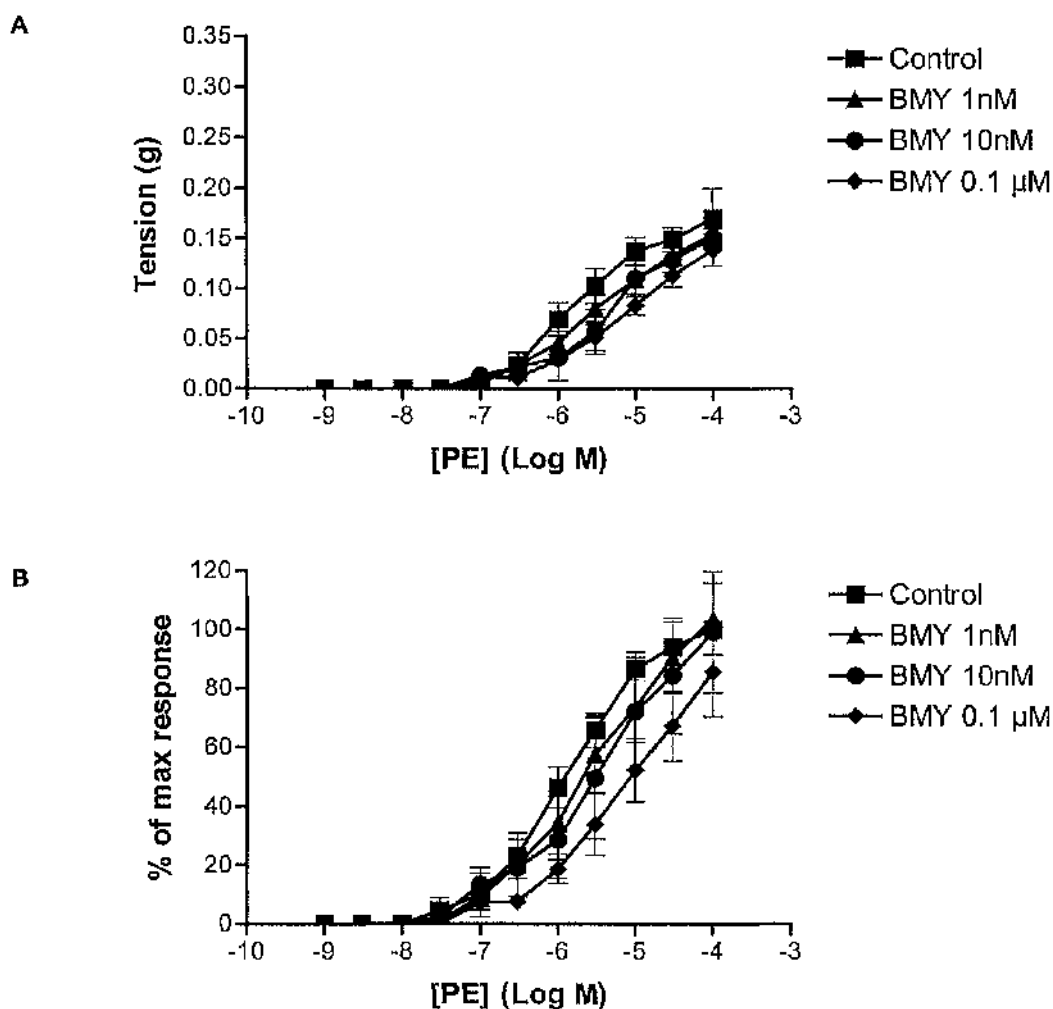 A
0.35
0.30
0.25
0.20
0.15
0.10
0.05
0.00
Tension (g)
-10 -9 -8 -7 -6 -5 -4 -3
[PE] (Log M)
Control
BMY 1nM
BMY 10nM
BMY 0.1 µM
B
120
100
80
60
40
20
0
% of max response
-10 -9 -8 -7 -6 -5 -4 -3
[PE] (Log M)
Control
BMY 1nM
BMY 10nM
BMY 0.1 µM